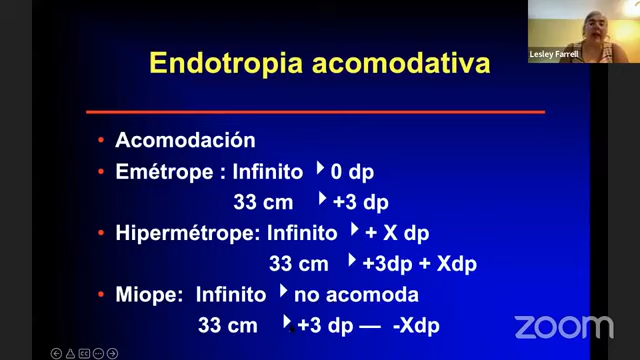 Lesley Farrell
Endotropia acomodativa
• Acomodación
• Emétrope : Infinito 0 dp
33 cm +3 dp
• Hipermétrope: Infinito + X dp
33 cm +3dp + Xdp
• Miope: Infinito no acomoda
33 cm +3 dp — -Xdp
zoom